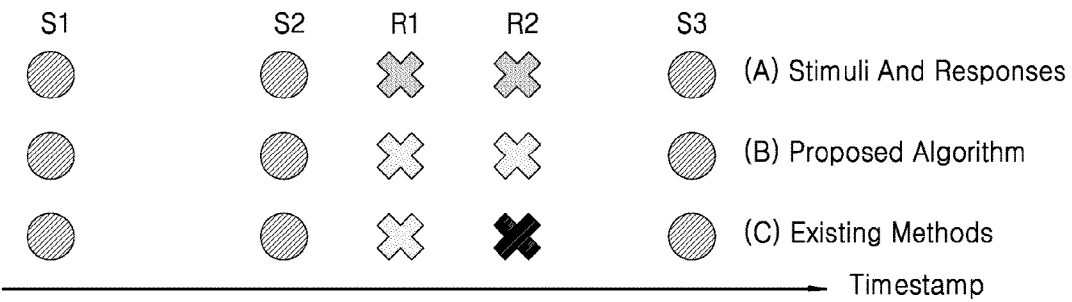 S1 S2 R1 R2 S3
(A) Stimuli And Responses
(B) Proposed Algorithm
(C) Existing Methods
Timestamp